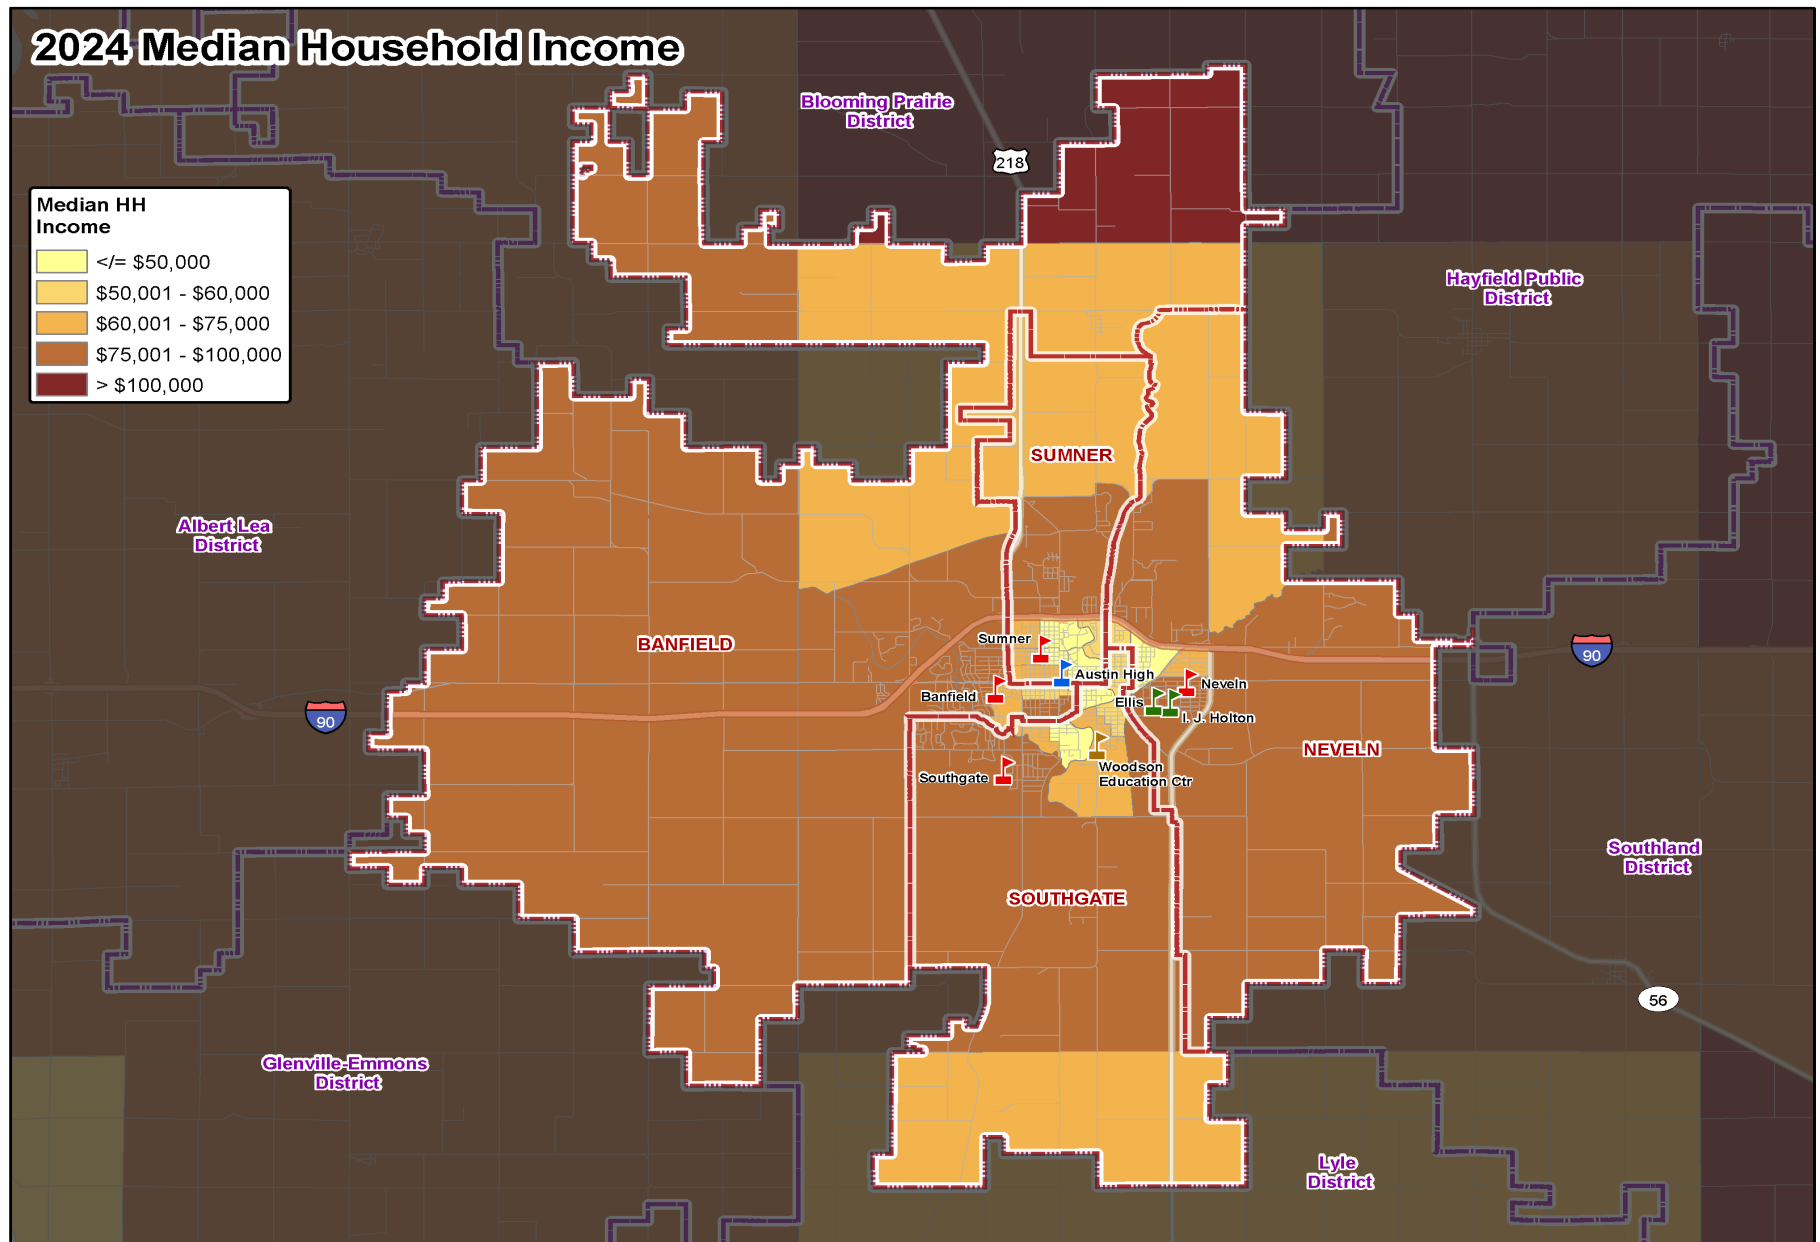 2024 Median Household Income
Blooming Prairie
District
218
Median HH
Income
</= $50,000
$50,001 - $60,000
$60,001 - $75,000
$75,001 - $100,000
> $100,000
Hayfield Public
District
SUMNER
Albert Lea
District
BANFIELD
Sumner
90
Austin High
Neveln
Banfield
Ellis
I. J. Holton
90
NEVELN
Woodson
Education Ctr
Southgate
Southland
District
SOUTHGATE
56
Glenville-Emmons
District
Lyle
District